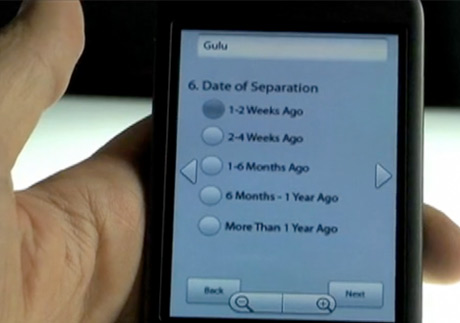 Gulu
6. Date of Separation
1-2 Weeks Ago
2-4 Weeks Ago
1-6 Months Ago
6 Months - 1 Year Ago
More Than 1 Year Ago
Back
Next